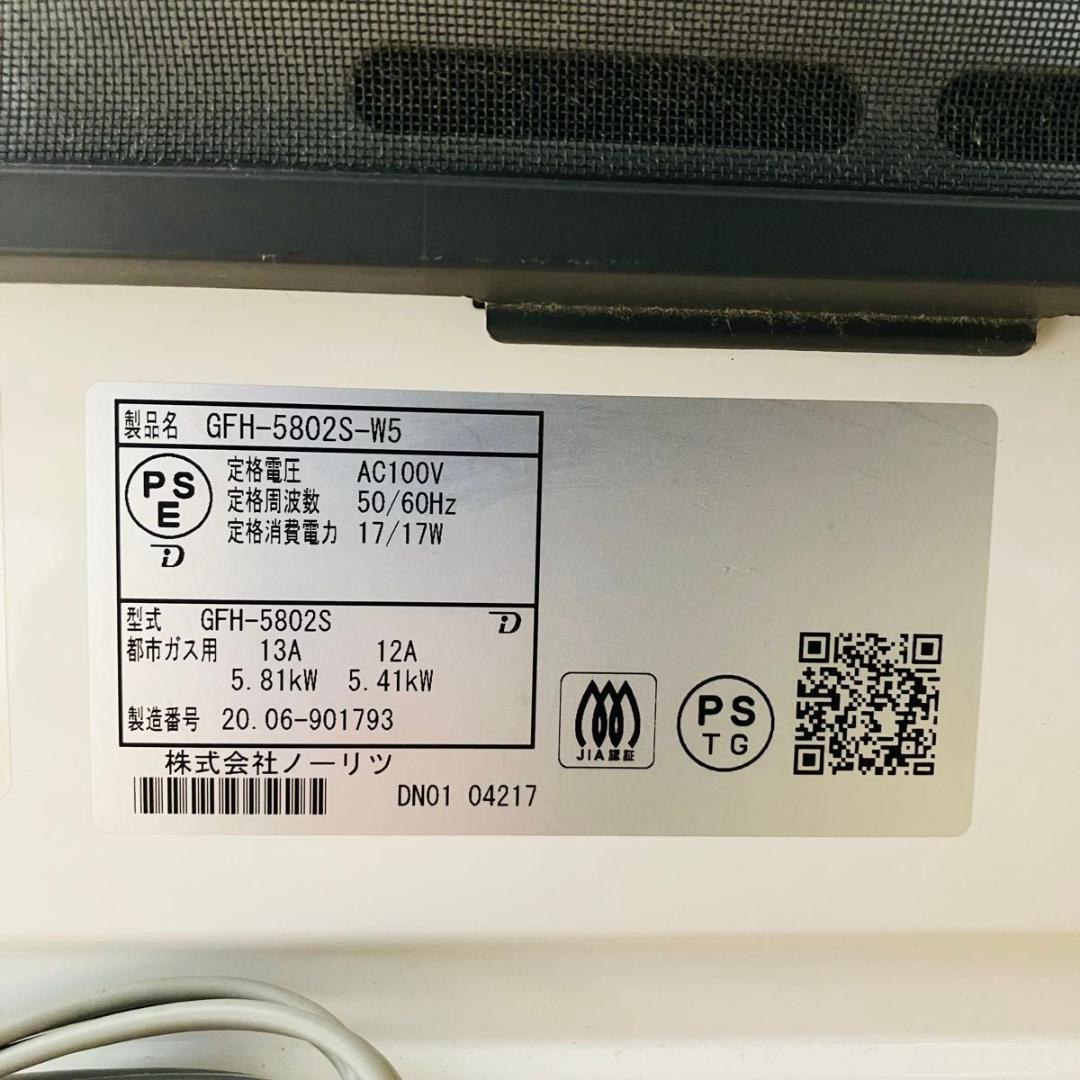 製品名 GFH-5802S-W5
PS
E
定格電圧 AC100V
定格周波数 50/60Hz
定格消費電力 17/17W
型式 GFH-5802S
都市ガス用 13A 12A
5.81kW 5.41kW
製造番号 20.06-901793
株式会社ノーリツ
DN01 04217
JIA認証
PS
TG